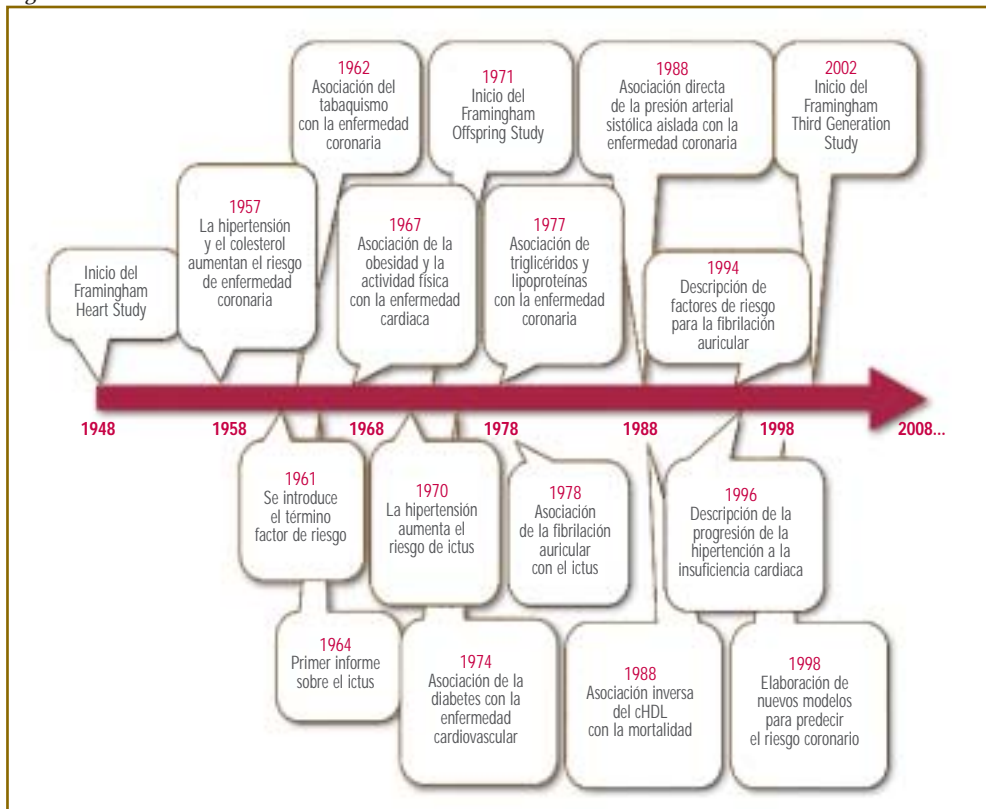 1962
Asociación del
tabaquismo
con la enfermedad
coronaria
1971
Inicio del
Framingham
Offspring Study
1988
Asociación directa
de la presión arterial
sistólica aislada con la
enfermedad coronaria
2002
Inicio del
Framingham
Third Generation
Study
1957
La hipertensión
y el colesterol
aumentan el riesgo
de enfermedad
coronaria
1967
Asociación de la
obesidad y la
actividad física
con la enfermedad
cardiaca
1977
Asociación de
triglicéridos y
lipoproteínas
con la enfermedad
coronaria
Inicio del
Framingham
Heart Study
1994
Descripción de
factores de riesgo
para la fibrilación
auricular
1948 1958 1968 1978 1988 1998 2008...
1961
Se introduce
el término
factor de riesgo
1970
La hipertensión
aumenta el
riesgo de ictus
1978
Asociación
de la fibrilación
auricular
con el ictus
1996
Descripción de la
progresión de la
hipertención a la
insuficiencia cardiaca
1964
Primer informe
sobre el ictus
1974
Asociación de la
diabetes con la
enfermedad
cardiovascular
1988
Asociación inversa
del cHDL
con la mortalidad
1998
Elaboración de
nuevos modelos
para predecir
el riesgo coronario